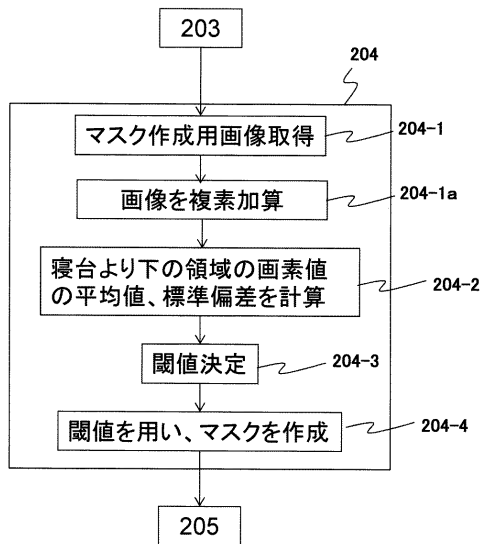 203
204
マスク作成用画像取得
204-1
画像を複素加算
204-1a
寝台より下の領域の画素値
の平均値、標準偏差を計算
204-2
閾値決定
204-3
閾値を用い、マスクを作成
204-4
205